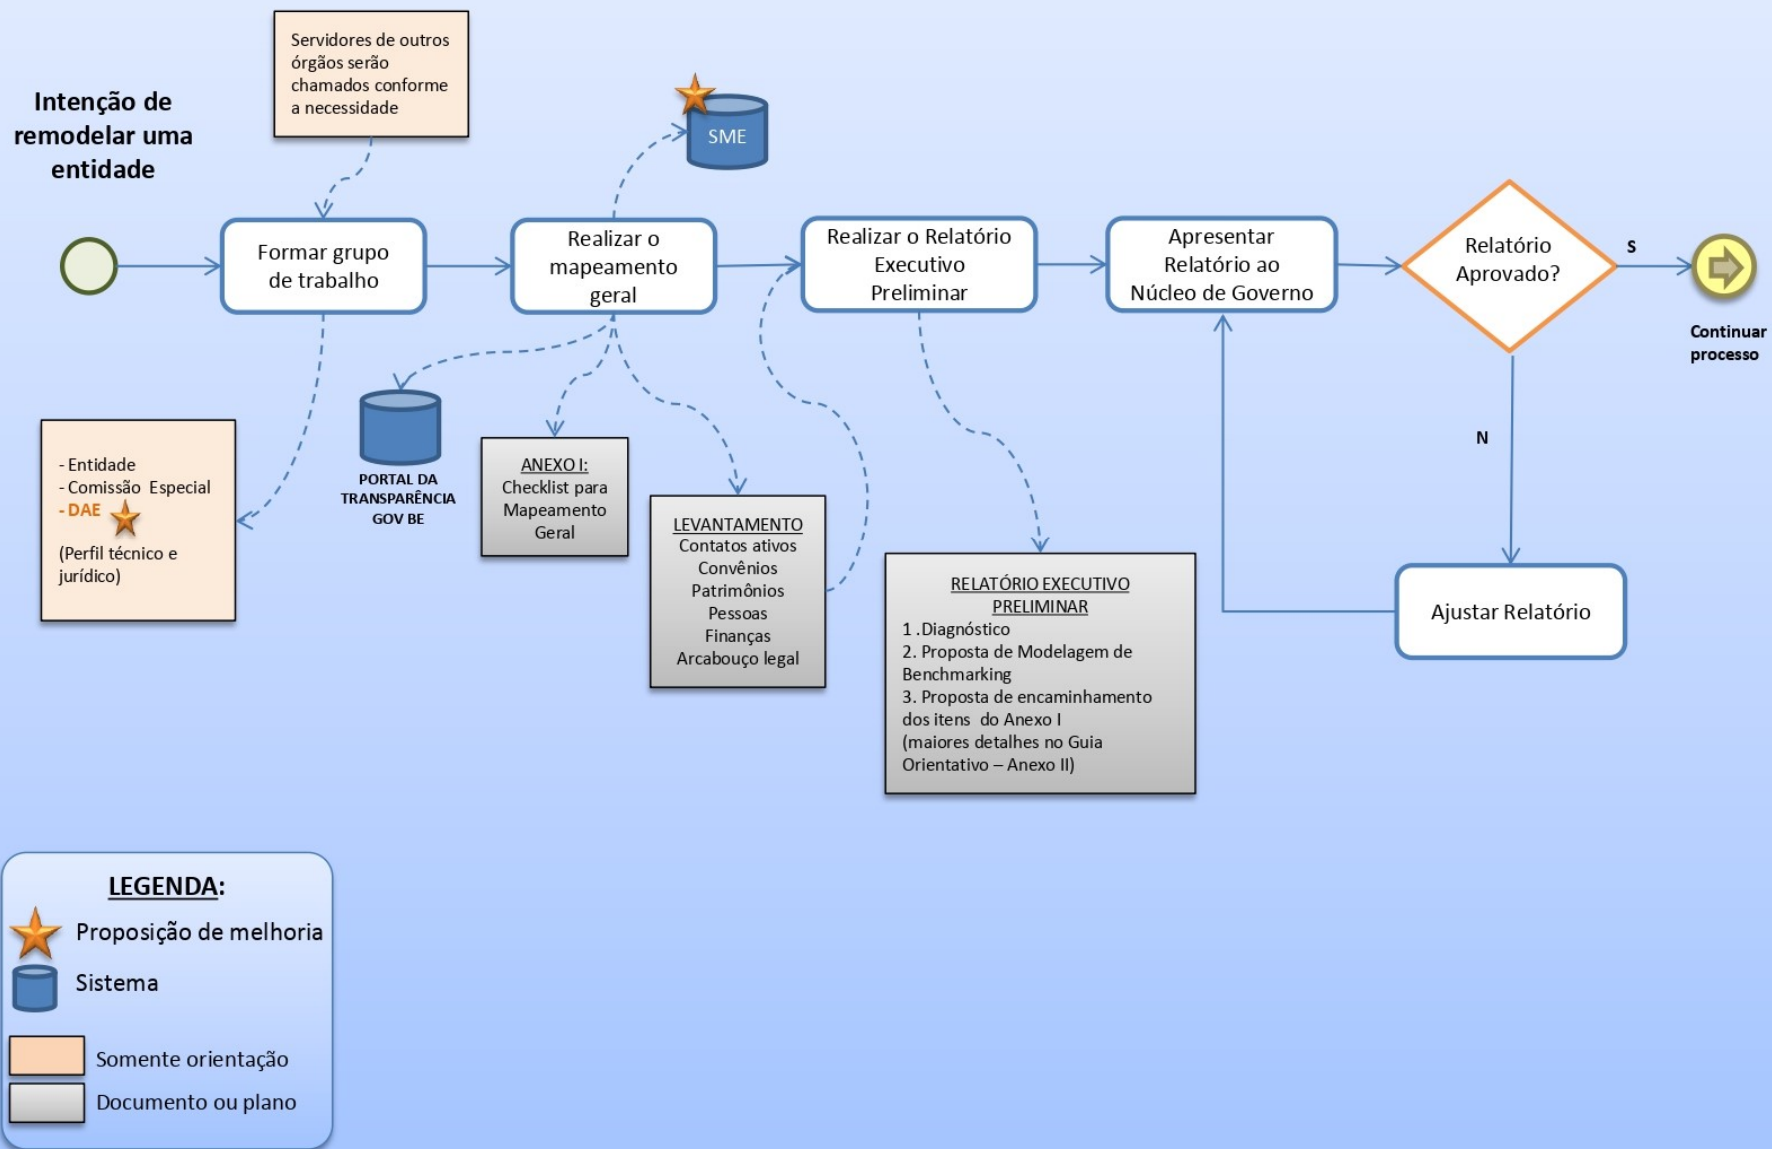 Intenção de
remodelar uma
entidade
Servidores de outros
órgãos serão
chamados conforme
a necessidade
SME
Formar grupo
de trabalho
Realizar o
mapeamento
geral
Realizar o Relatório
Executivo
Preliminar
Apresentar
Relatório ao
Núcleo de Governo
Relatório
Aprovado?
S
Continuar
processo
N
Ajustar Relatório
- Entidade
- Comissão Especial
- DAE
(Perfil técnico e
jurídico)
PORTAL DA
TRANSPARÊNCIA
GOV BE
ANEXO I:
Checklist para
Mapeamento
Geral
LEVANTAMENTO
Contatos ativos
Convênios
Patrimônios
Pessoas
Finanças
Arcabouço legal
RELATÓRIO EXECUTIVO
PRELIMINAR
1 .Diagnóstico
2. Proposta de Modelagem de
Benchmarking
3. Proposta de encaminhamento
dos itens do Anexo I
(maiores detalhes no Guia
Orientativo – Anexo II)
LEGENDA:
Proposição de melhoria
Sistema
Somente orientação
Documento ou plano